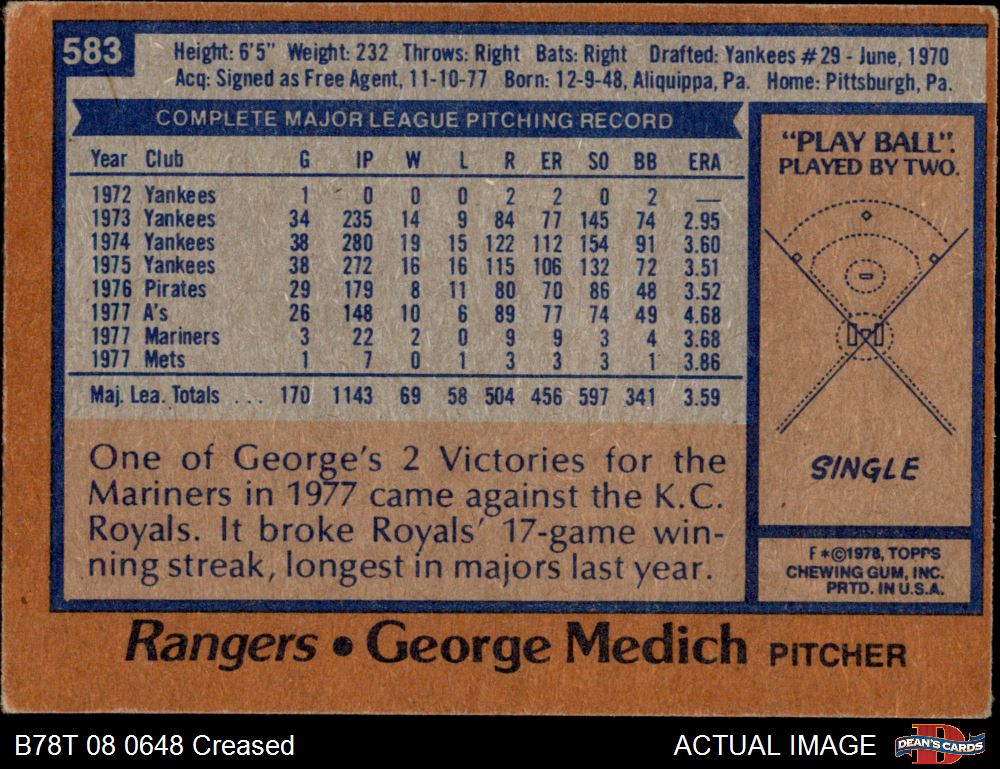 583
Height: 6'5" Weight: 232 Throws: Right Bats: Right Drafted: Yankees #29 - June, 1970
Acq: Signed as Free Agent, 11-10-77 Born: 12-9-48, Aliquippa, Pa. Home: Pittsburgh, Pa.
COMPLETE MAJOR LEAGUE PITCHING RECORD
Year Club G IP W L R ER SO BB ERA
1972 Yankees 1 0 0 0 2 2 0 2 —
1973 Yankees 34 235 14 9 84 77 145 74 2.95
1974 Yankees 38 280 19 15 122 112 154 91 3.60
1975 Yankees 38 272 16 16 115 106 132 72 3.51
1976 Pirates 29 179 8 11 80 70 86 48 3.52
1977 A's 26 148 10 6 89 77 74 49 4.68
1977 Mariners 3 22 2 0 9 9 3 4 3.68
1977 Mets 1 7 0 1 3 3 3 1 3.86
Maj. Lea. Totals ... 170 1143 69 58 504 456 597 341 3.59
One of George's 2 Victories for the
Mariners in 1977 came against the K.C.
Royals. It broke Royals' 17-game win-
ning streak, longest in majors last year.
"PLAY BALL":
PLAYED BY TWO.
SINGLE
F*©1978, TOPPS
CHEWING GUM, INC.
PRTD. IN U.S.A.
Rangers • George Medich PITCHER
B78T 08 0648 Creased
ACTUAL IMAGE
D
DEAN'S CARDS